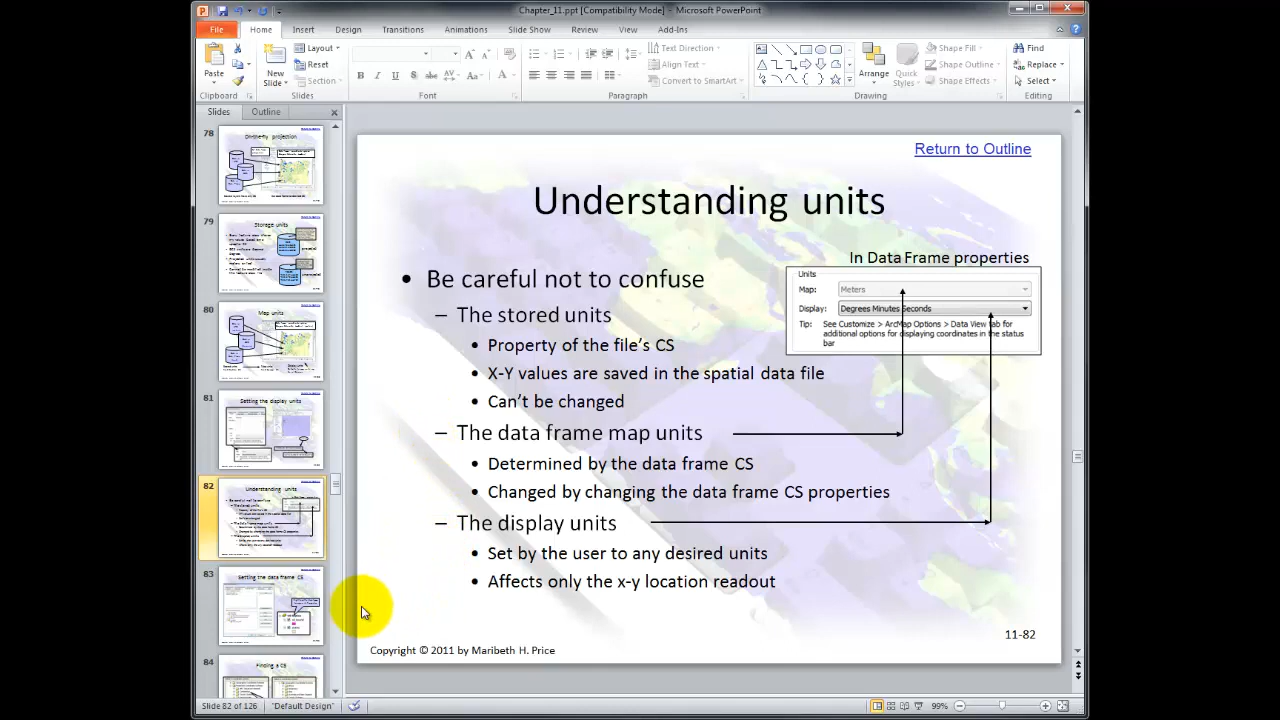 Chapter_11.ppt [Compatibility Mode] - Microsoft PowerPoint
File Home Insert Design Transitions Animations Slide Show Review View Add-Ins
Paste
New Slide
Layout
Reset
Section
Text Direction
Align Text
Convert to SmartArt
Arrange
Quick Styles
Shape Fill
Shape Outline
Shape Effects
Find
Replace
Select
Clipboard Slides Font Paragraph Drawing Editing
Slides Outline
78
On-the-fly projection
79
Storage units
80
Map units
81
Setting the display units
82
Understanding units
83
Setting the data frame CS
84
Finding a CS
Return to Outline
Understanding units
In Data Frame properties
Units
Map: Meters
Display: Degrees Minutes Seconds
Tip: See Customize > ArcMap Options > Data View tab for
additional options for displaying coordinates in the status
bar
• Be careful not to confuse
– The stored units
• Property of the file's CS
• X-Y values are saved in the spatial data file
• Can't be changed
– The data frame map units
• Determined by the data frame CS
• Changed by changing the data frame CS properties
– The display units
• Set by the user to any desired units
• Affects only the x-y location readout
11-82
Copyright © 2011 by Maribeth H. Price
Slide 82 of 126 "Default Design" 99%